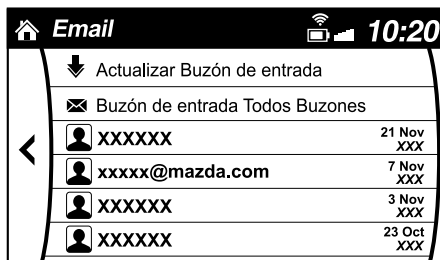 Email 10:20
Actualizar Buzón de entrada
Buzón de entrada Todos Buzones
XXXXXX 21 Nov
XXX
xxxxx@mazda.com 7 Nov
XXX
XXXXXX 3 Nov
XXX
XXXXXX 23 Oct
XXX